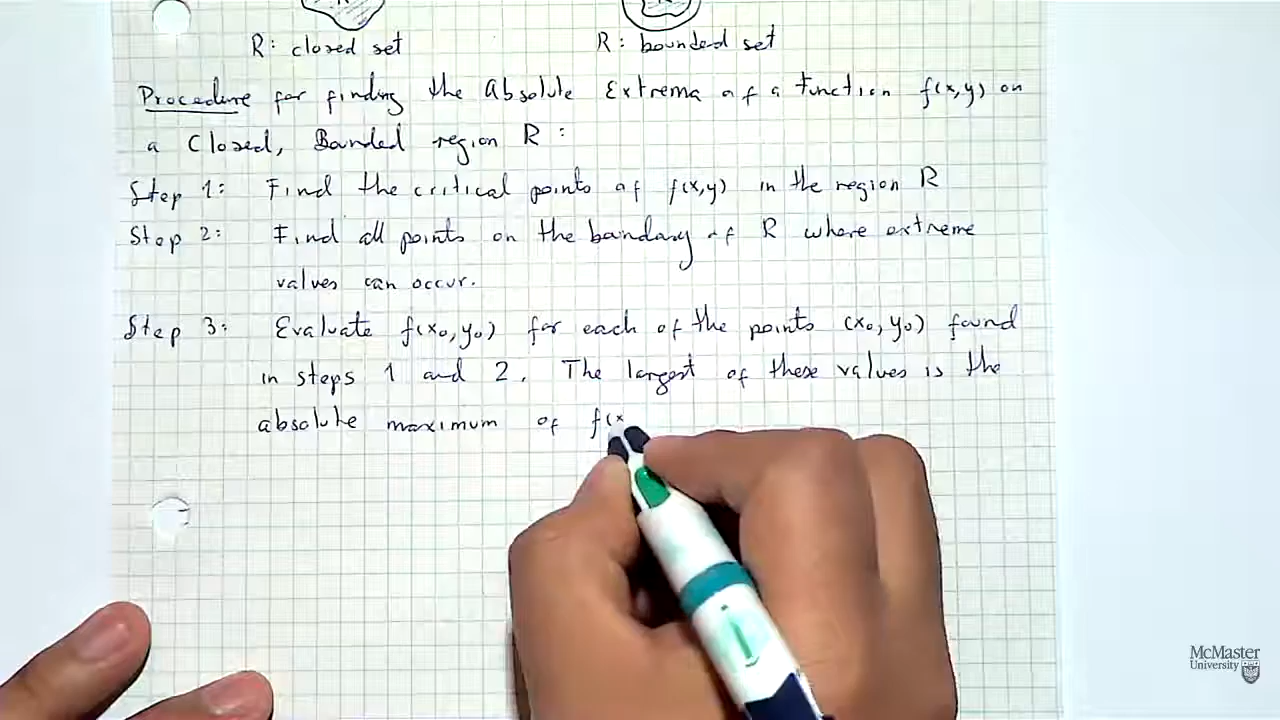 R: closed set
R: bounded set
Procedure for finding the Absolute Extrema of a function f(x,y) on
a Closed, Bounded region R:
Step 1: Find the critical points of f(x,y) in the region R
Step 2: Find all points on the boundary of R where extreme
values can occur.
Step 3: Evaluate f(x₀,y₀) for each of the points (x₀,y₀) found
in steps 1 and 2. The largest of these values is the
absolute maximum of f(x
McMaster
University